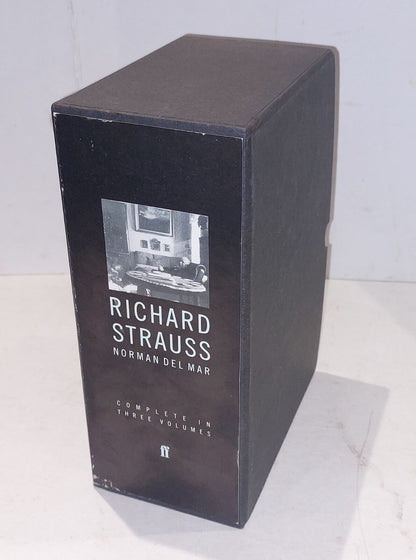 RICHARD
STRAUSS
NORMAN DEL MAR
COMPLETE IN
THREE VOLUMES
ff